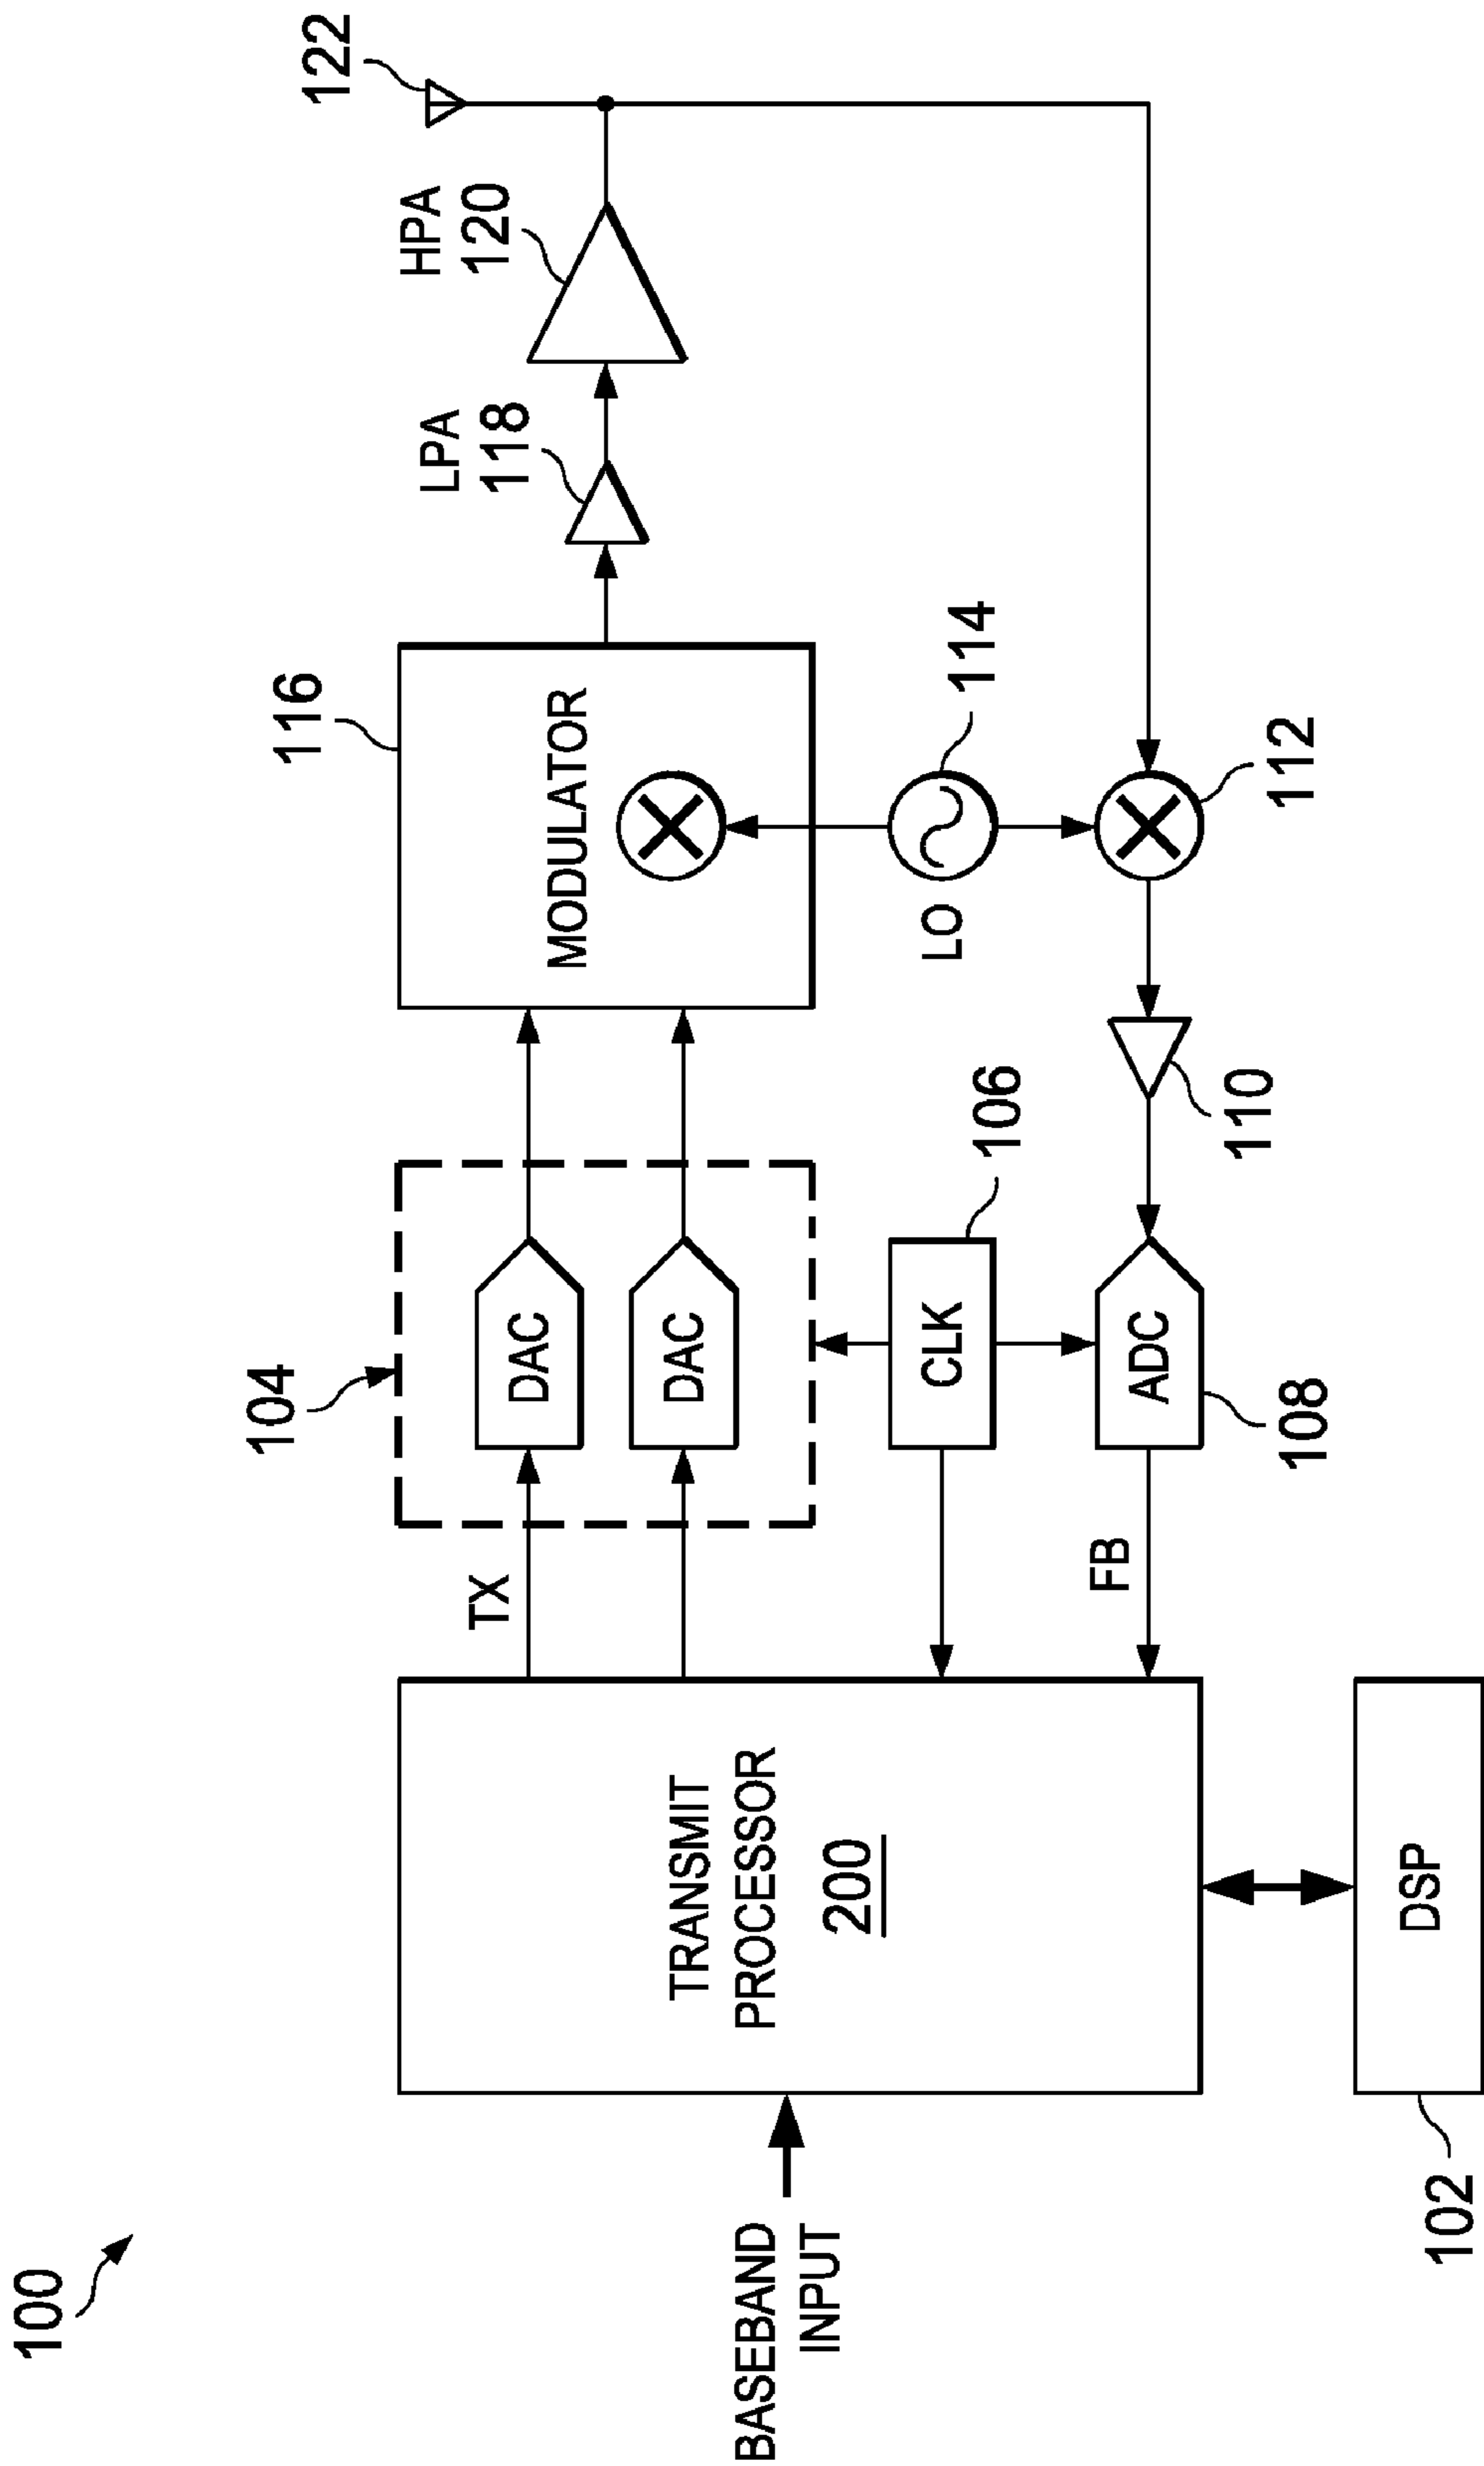 100
122
HPA
120
LPA
118
116
MODULATOR
114
LO
112
104
DAC
DAC
TX
106
CLK
110
ADC
108
FB
TRANSMIT
PROCESSOR
200
BASEBAND
INPUT
DSP
102